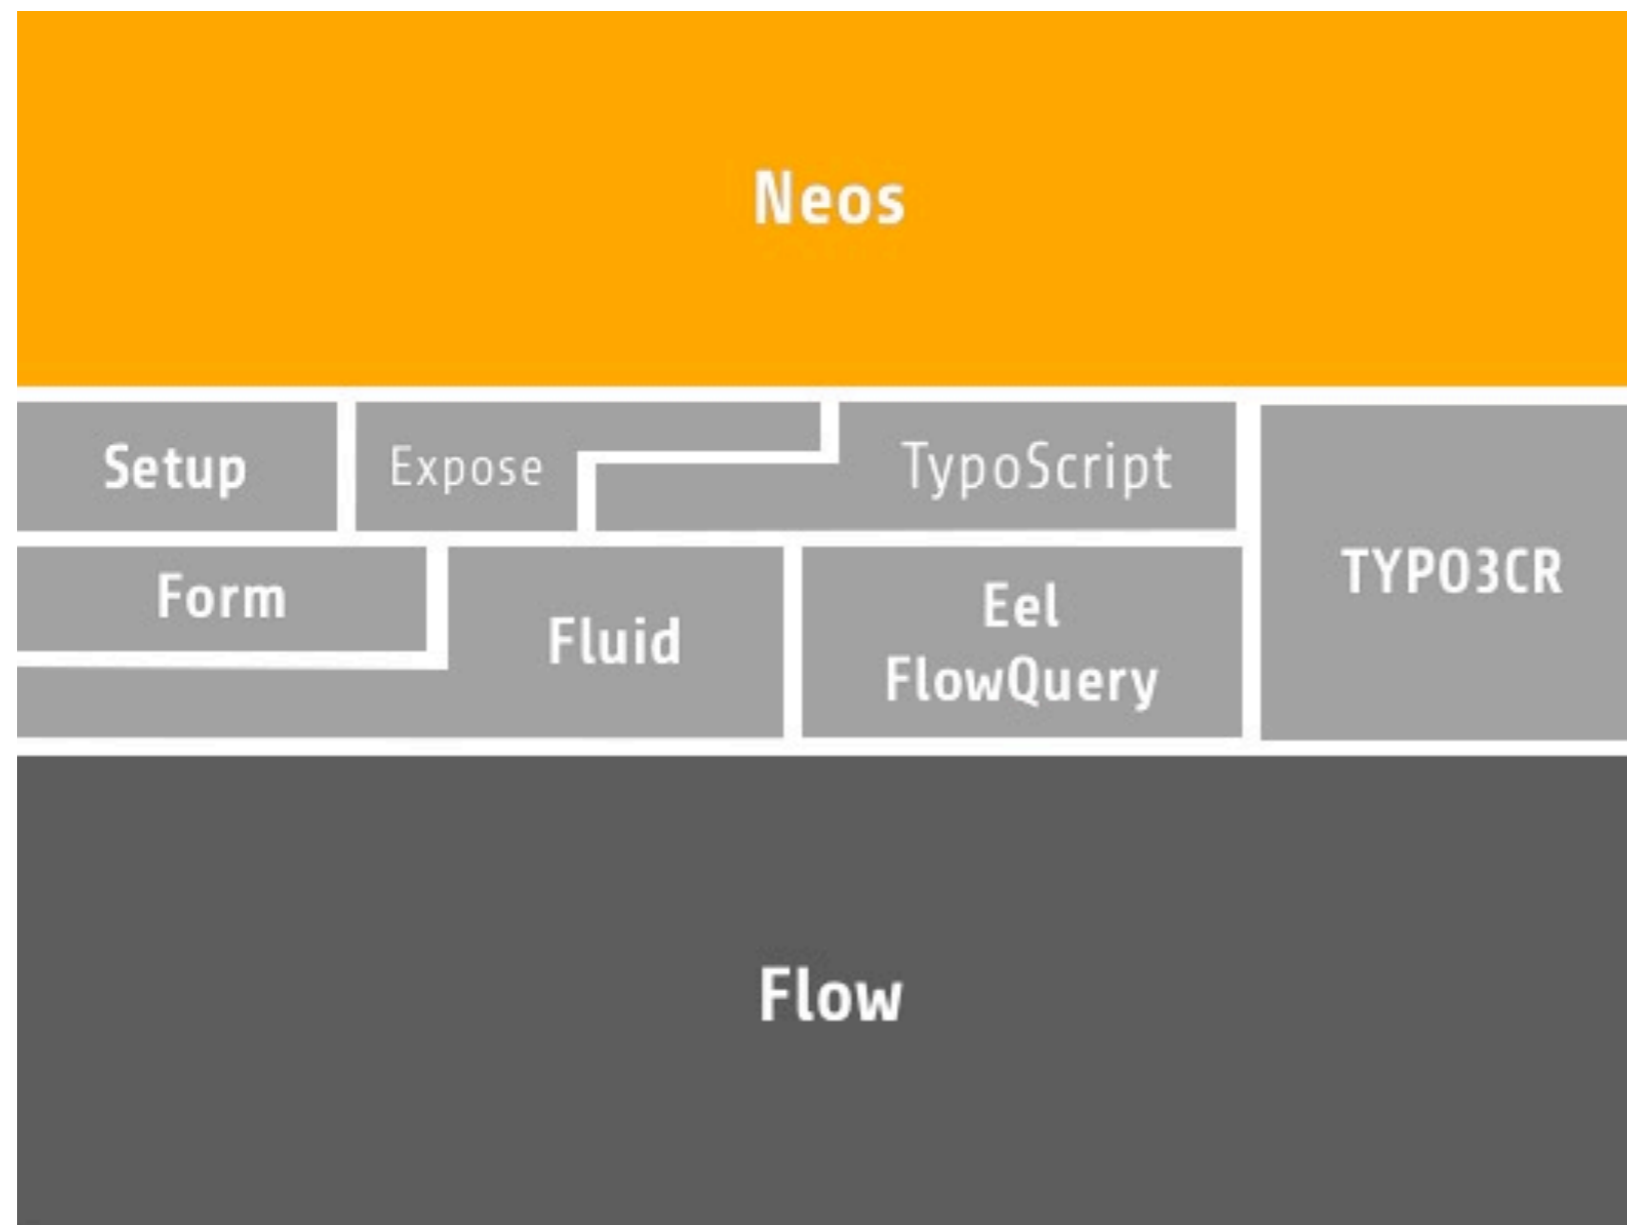 Neos
Setup
Expose
TypoScript
TYPO3CR
Form
Fluid
Eel
FlowQuery
Flow